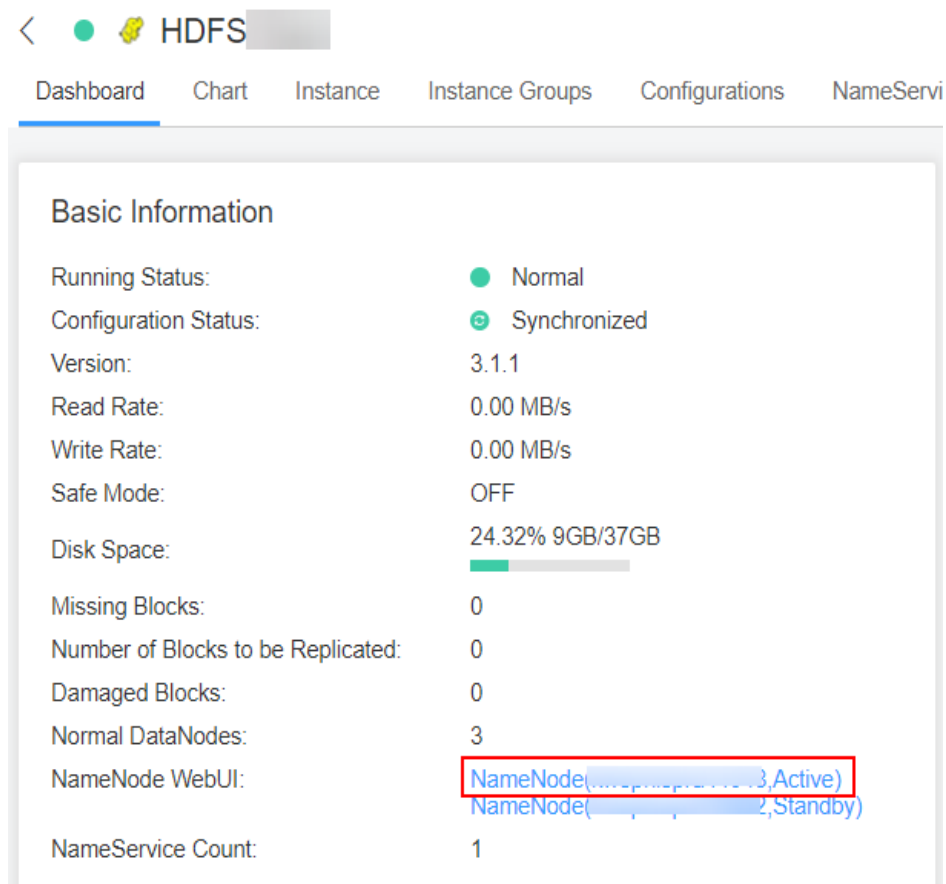 HDFS
Dashboard Chart Instance Instance Groups Configurations NameServi
Basic Information
Running Status: Normal
Configuration Status: Synchronized
Version: 3.1.1
Read Rate: 0.00 MB/s
Write Rate: 0.00 MB/s
Safe Mode: OFF
Disk Space: 24.32% 9GB/37GB
Missing Blocks: 0
Number of Blocks to be Replicated: 0
Damaged Blocks: 0
Normal DataNodes: 3
NameNode WebUI: NameNode( 3,Active)
NameNode( 2,Standby)
NameService Count: 1